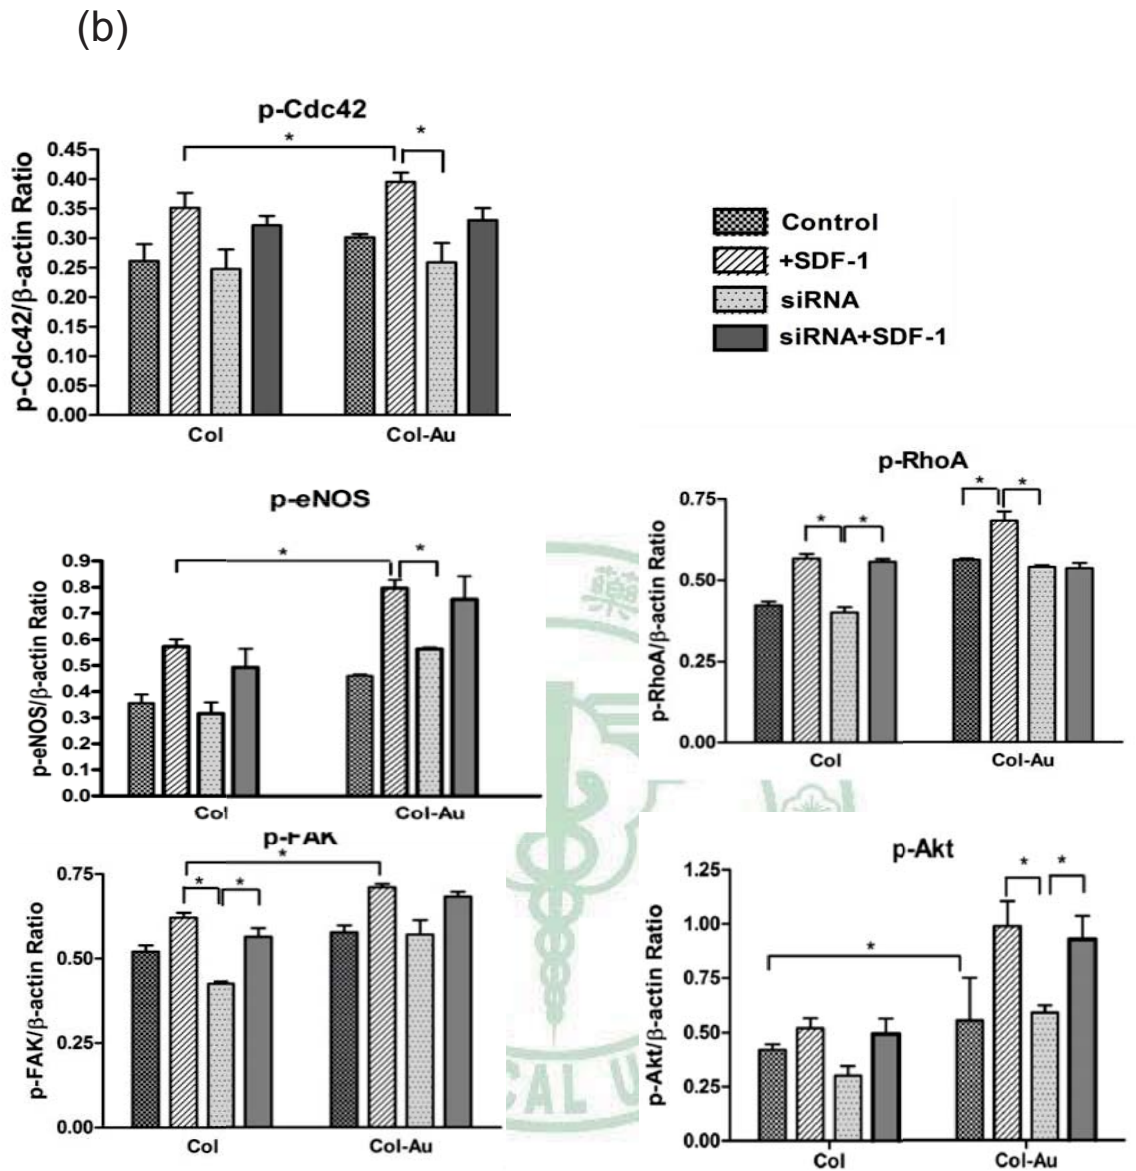 (b)
p-Cdc42
*
*
p-Cdc42/β-actin Ratio
0.45
0.40
0.35
0.30
0.25
0.20
0.15
0.10
0.05
0.00
Col
Col-Au
Control
+SDF-1
siRNA
siRNA+SDF-1
p-eNOS
*
*
p-eNOS/β-actin Ratio
0.9
0.8
0.7
0.6
0.5
0.4
0.3
0.2
0.1
0.0
Col
Col-Au
p-RhoA
*
*
*
*
p-RhoA/β-actin Ratio
0.75
0.50
0.25
0.00
Col
Col-Au
p-FAK
*
*
*
p-FAK/β-actin Ratio
0.75
0.50
0.25
0.00
Col
Col-Au
p-Akt
*
*
*
p-Akt/β-actin Ratio
1.25
1.00
0.75
0.50
0.25
0.00
Col
Col-Au
藥
CAL U